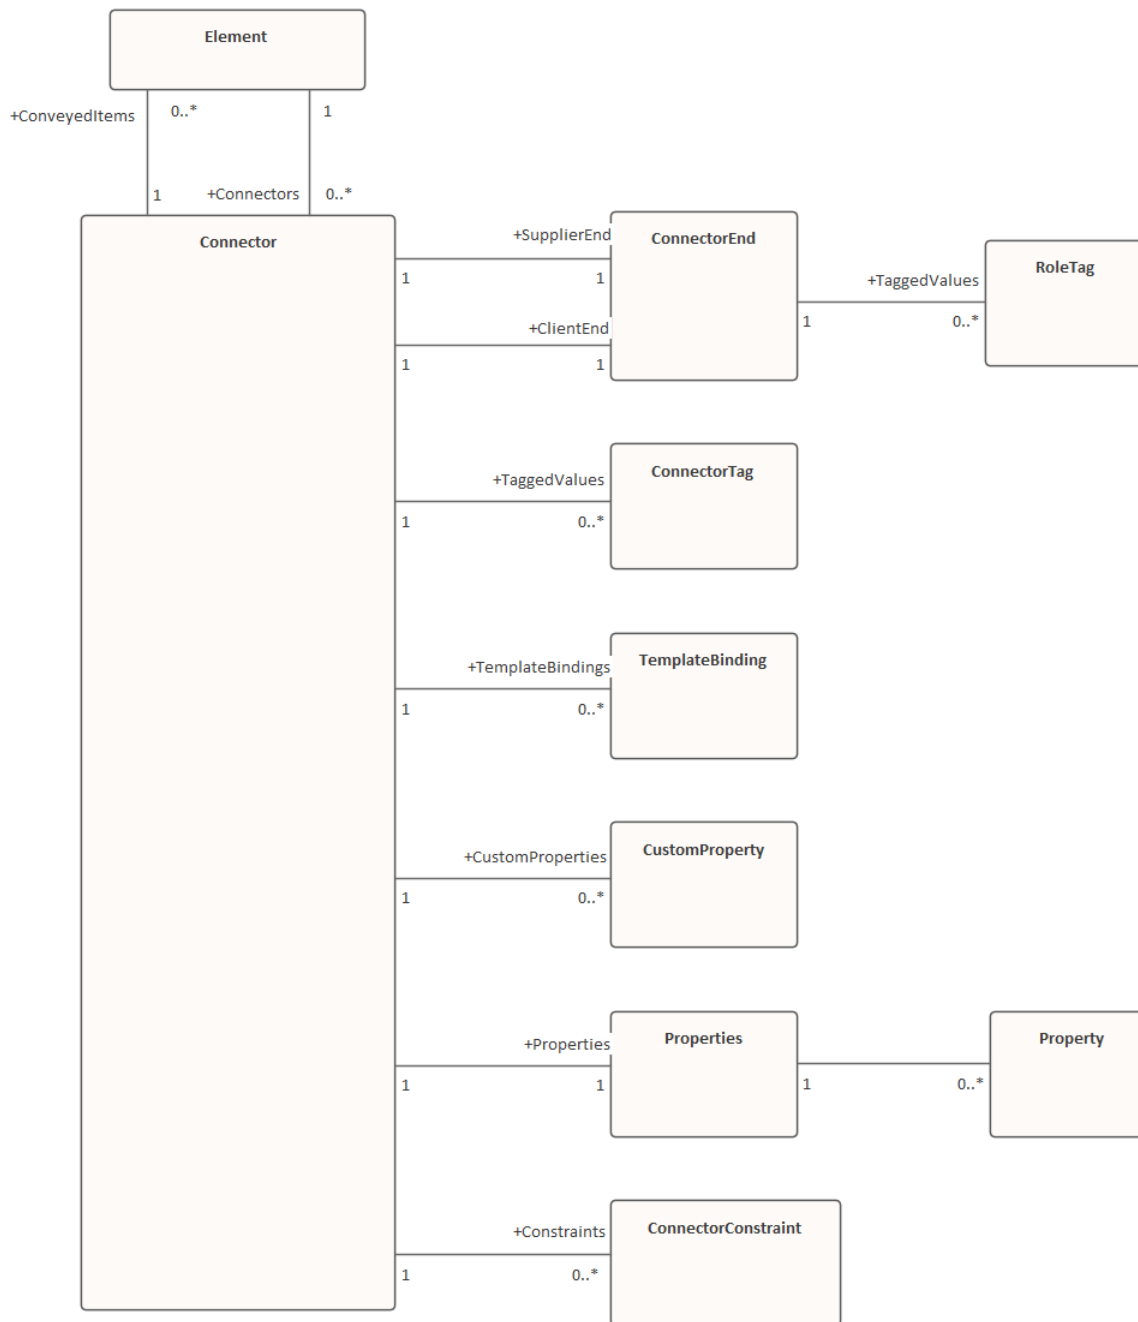 Element
+ConveyedItems
0..*
1
1
+Connectors
0..*
Connector
+SupplierEnd
1
1
ConnectorEnd
+ClientEnd
1
1
+TaggedValues
1
0..*
RoleTag
+TaggedValues
1
0..*
ConnectorTag
+TemplateBindings
1
0..*
TemplateBinding
+CustomProperties
1
0..*
CustomProperty
+Properties
1
1
Properties
1
0..*
Property
+Constraints
1
0..*
ConnectorConstraint